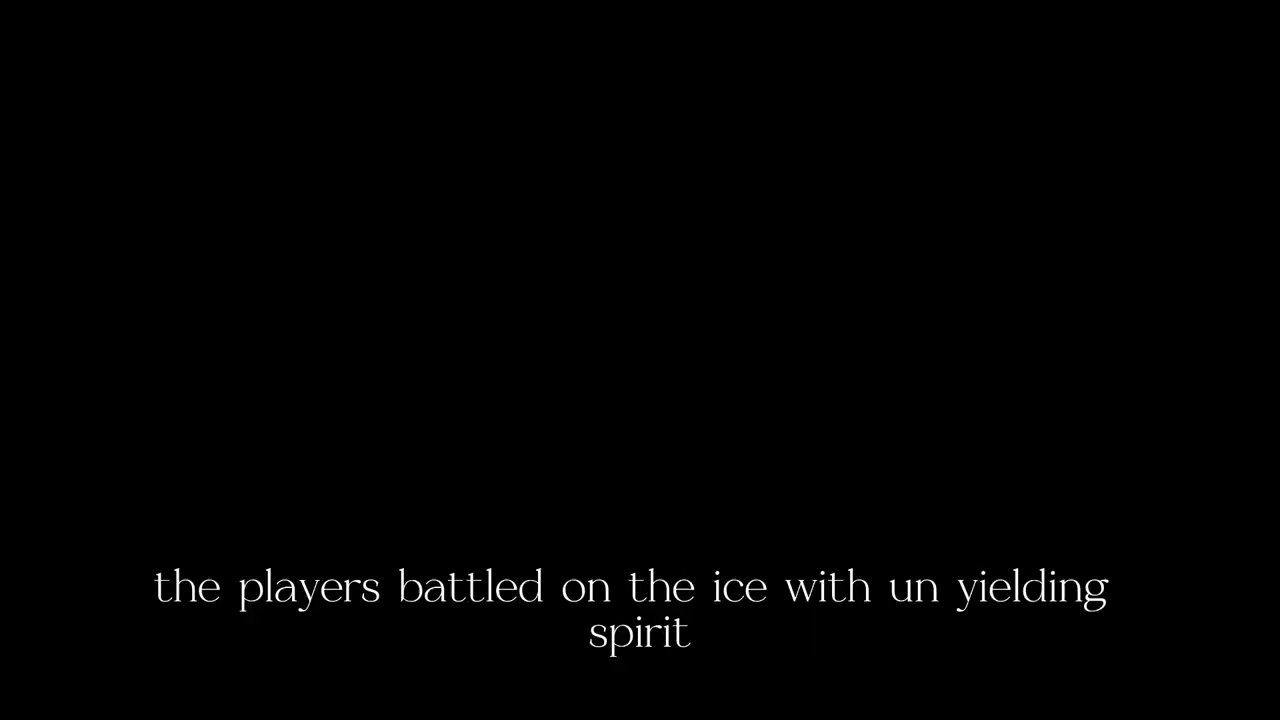 the players battled on the ice with un yielding
spirit